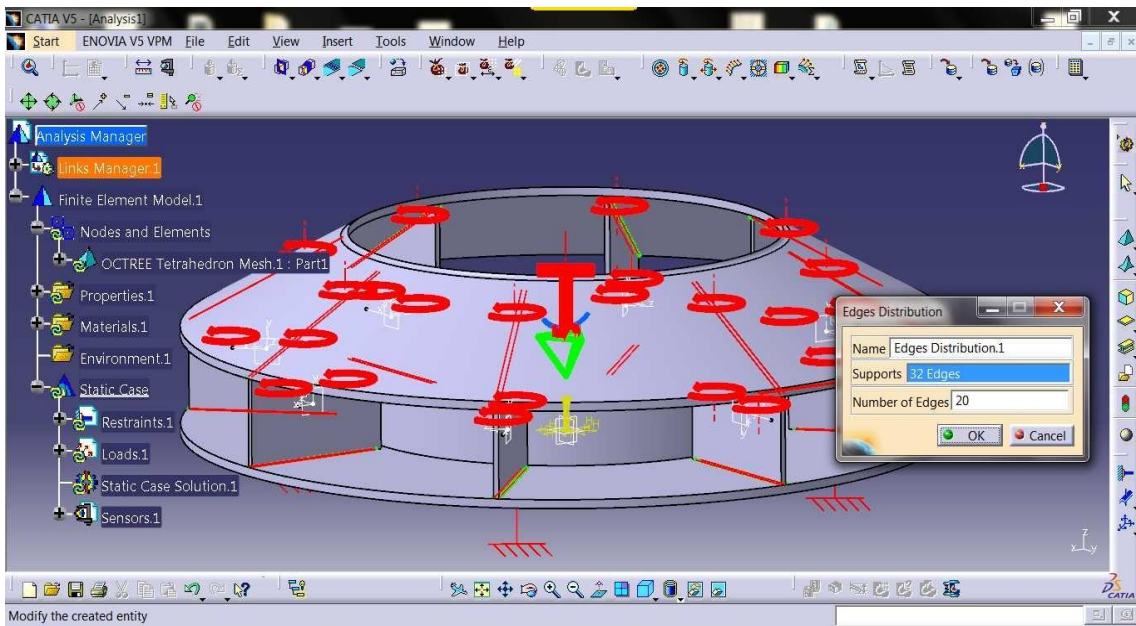 CATIA V5 - [Analysis1]
Start ENOVIA V5 VPM File Edit View Insert Tools Window Help
Analysis Manager
Links Manager.1
Finite Element Model.1
Nodes and Elements
OCTREE Tetrahedron Mesh.1 : Part1
Properties.1
Materials.1
Environment.1
Static Case
Restraints.1
Loads.1
Static Case Solution.1
Sensors.1
Edges Distribution
Name Edges Distribution.1
Supports 32 Edges
Number of Edges 20
OK Cancel
z
x y
CATIA
Modify the created entity